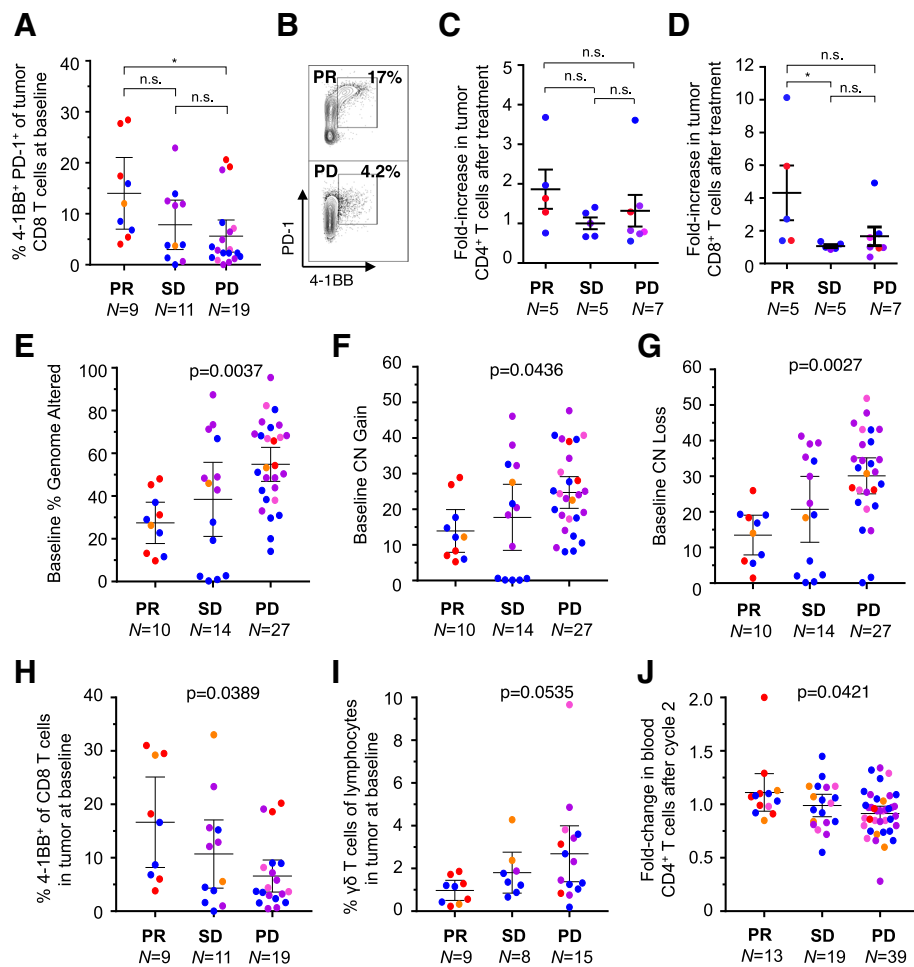 A
% 4-1BB⁺ PD-1⁺ of tumor
CD8 T cells at baseline
40
30
20
10
0
*
n.s.
n.s.
PR
SD
PD
N=9
N=11
N=19
B
PR
17%
PD
4.2%
PD-1
4-1BB
C
Fold-increase in tumor
CD4⁺ T cells after treatment
5
4
3
2
1
0
n.s.
n.s.
n.s.
PR
SD
PD
N=5
N=5
N=7
D
Fold-increase in tumor
CD8⁺ T cells after treatment
12
10
8
6
4
2
0
n.s.
*
n.s.
PR
SD
PD
N=5
N=5
N=7
E
Baseline % Genome Altered
100
80
60
40
20
0
p=0.0037
PR
SD
PD
N=10
N=14
N=27
F
Baseline CN Gain
60
50
40
30
20
10
0
p=0.0436
PR
SD
PD
N=10
N=14
N=27
G
Baseline CN Loss
60
50
40
30
20
10
0
p=0.0027
PR
SD
PD
N=10
N=14
N=27
H
% 4-1BB⁺ of CD8 T cells
in tumor at baseline
40
30
20
10
0
p=0.0389
PR
SD
PD
N=9
N=11
N=19
I
% γδ T cells of lymphocytes
in tumor at baseline
10
8
6
4
2
0
p=0.0535
PR
SD
PD
N=9
N=8
N=15
J
Fold-change in blood
CD4⁺ T cells after cycle 2
2.0
1.5
1.0
0.5
0
p=0.0421
PR
SD
PD
N=13
N=19
N=39